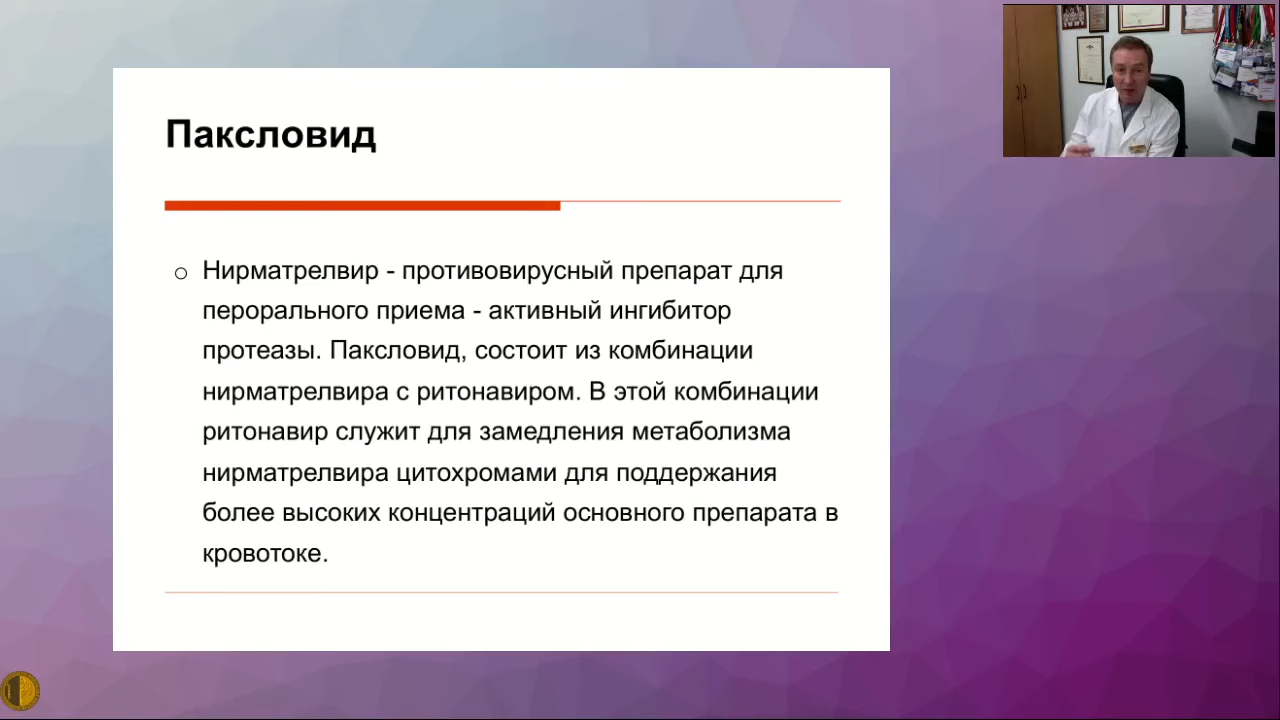 Паксловид
Нирматрелвир - противовирусный препарат для
перорального приема - активный ингибитор
протеазы. Паксловид, состоит из комбинации
нирматрелвира с ритонавиром. В этой комбинации
ритонавир служит для замедления метаболизма
нирматрелвира цитохромами для поддержания
более высоких концентраций основного препарата в
кровотоке.